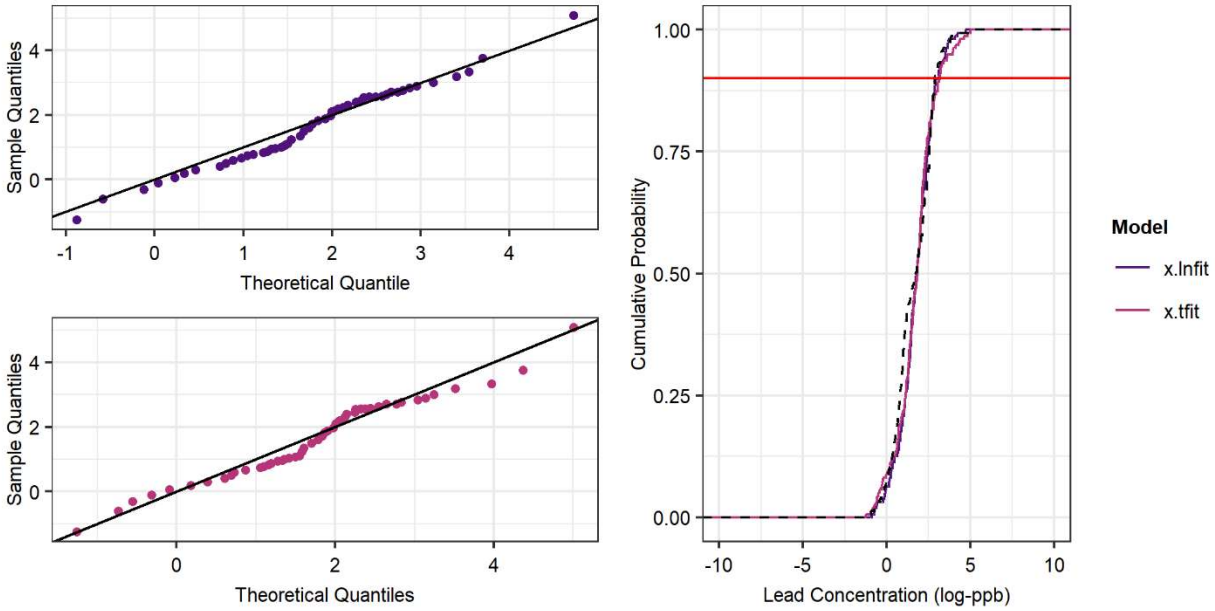 Sample Quantiles
4
2
0
-1
0
1
2
3
4
Theoretical Quantile
Sample Quantiles
4
2
0
0
2
4
Theoretical Quantiles
Cumulative Probability
1.00
0.75
0.50
0.25
0.00
-10
-5
0
5
10
Lead Concentration (log-ppb)
Model
x.lnfit
x.tfit